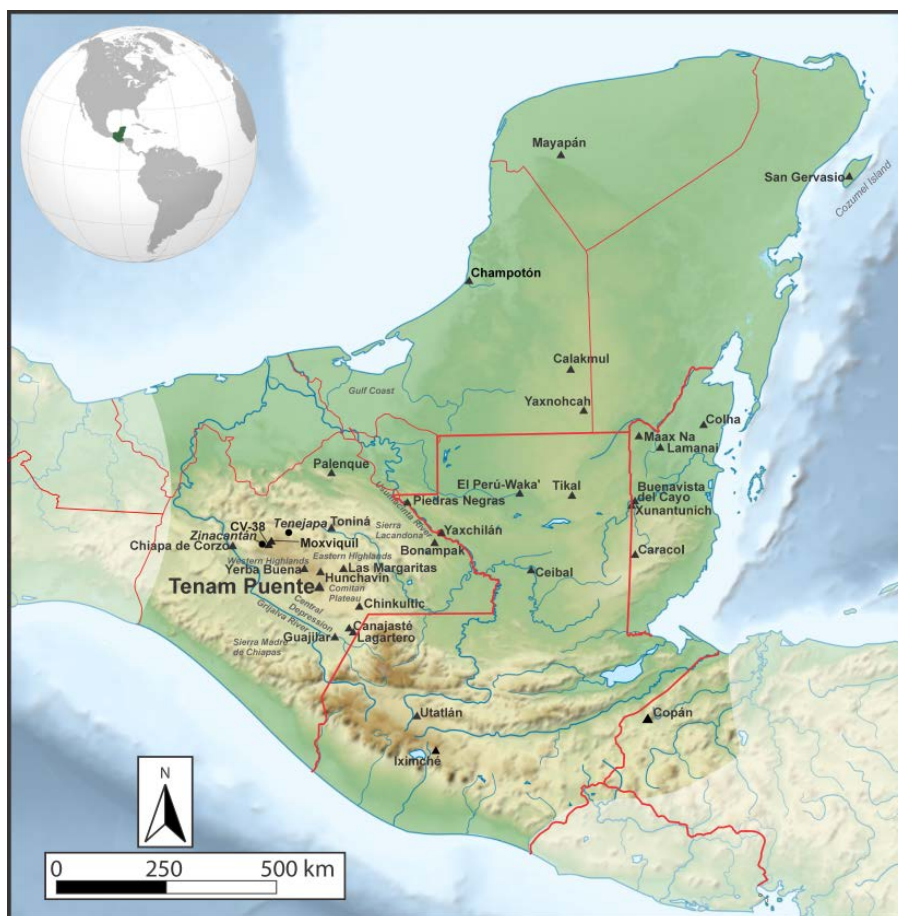 Mayapán
San Gervasio
Cozumel Island
Champotón
Calakmul
Gulf Coast
Yaxnohcah
Colha
Maax Na
Lamanai
Palenque
El Perú-Waka'
Tikal
Buenavista
del Cayo
Xunantunich
Piedras Negras
Usumacinta River
CV-38
Tenejapa
Toniná
Sierra
Lacandona
Yaxchilán
Zinacantán
Chiapa de Corzo
Moxviquil
Bonampak
Caracol
Western Highlands
Eastern Highlands
Yerba Buena
Las Margaritas
Hunchavin
Ceibal
Tenam Puente
Comitan
Plateau
Central
Depression
Chinkultic
Grijalva River
Canajasté
Guajilar
Lagartero
Sierra Madre
de Chiapas
Utatlán
Copán
Iximché
N
0 250 500 km